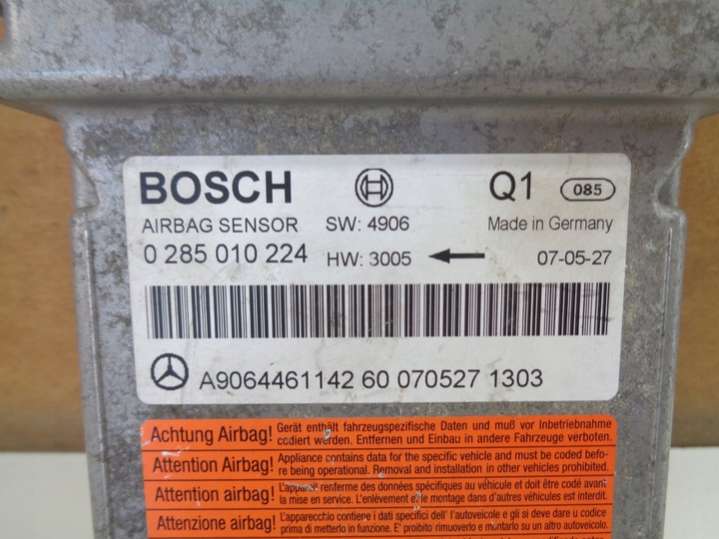 BOSCH Q1 085
AIRBAG SENSOR SW: 4906 Made in Germany
0 285 010 224 HW: 3005 07-05-27
A9064461142 60 070527 1303
Achtung Airbag! Gerät enthält fahrzeugspezifische Daten und muß vor Inbetriebnahme
codiert werden. Entfernen und Einbau in andere Fahrzeuge verboten.
Attention Airbag! Appliance contains data for the specific vehicle and must be coded befo-
re being operational. Removal and installation in other vehicles prohibited.
Attention airbag! L'appareil renferme des données spécifiques au véhicule et doit être codé avant
la mise en service. L'enlèvement et le montage dans d'autres véhicules est interdit.
Attenzione airbag! L'apparecchio contiene i dati specifici dell' autoveicolo e gli si deve dare u codice
prima di metterlo in funzione. E' proibito rimuoverlo e montarlo su un altro autoveicolo.